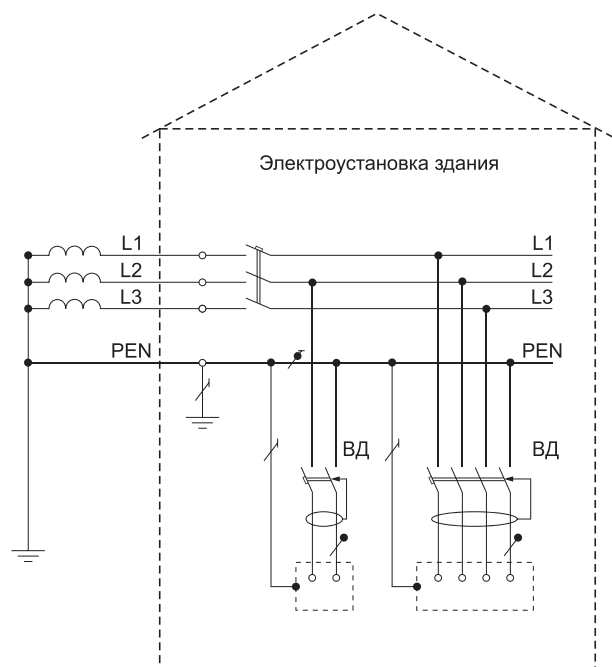 Электроустановка здания
L1 L1
L2 L2
L3 L3
PEN PEN
ВД ВД